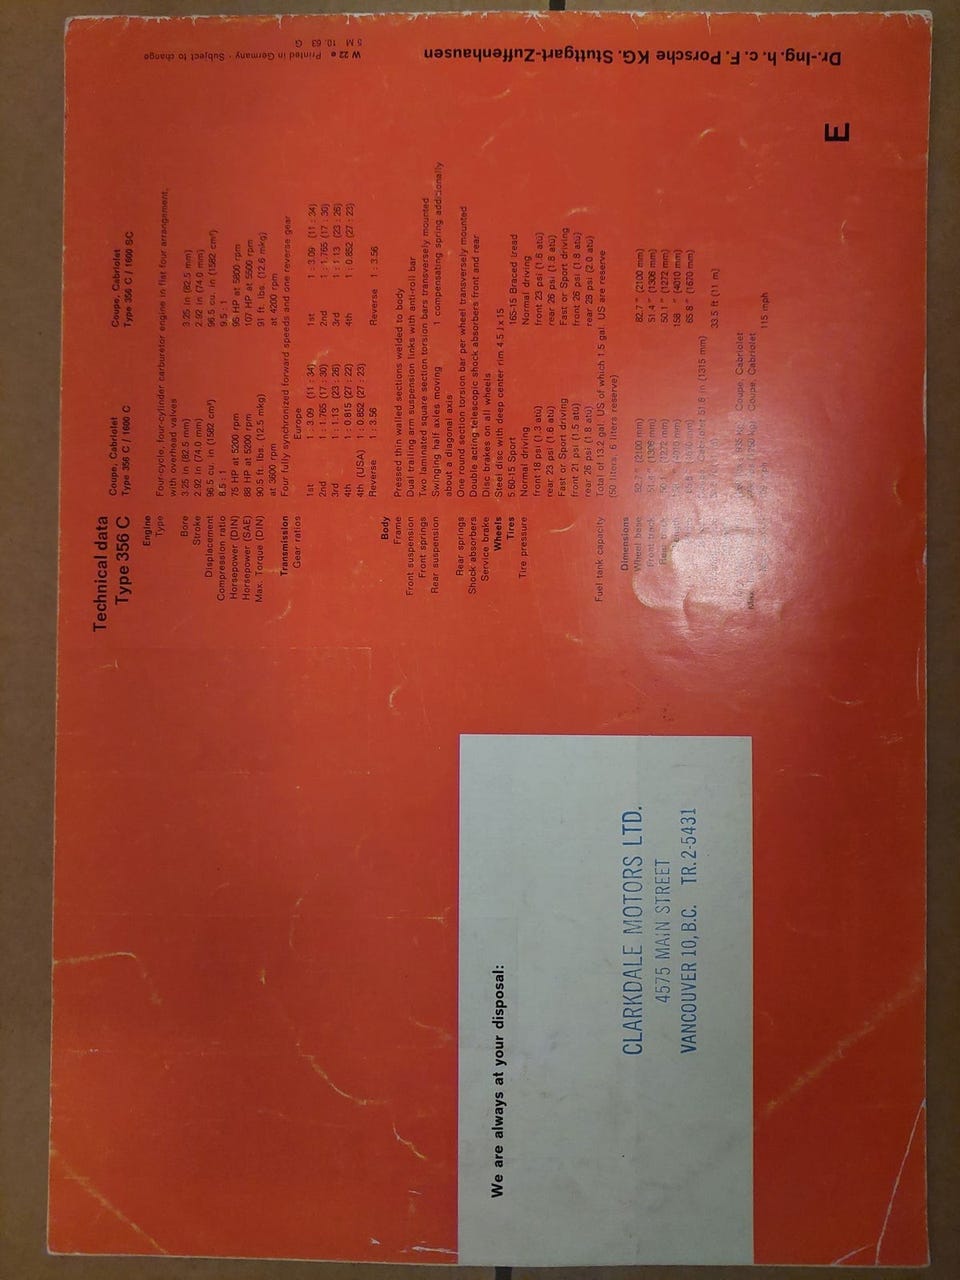 Technical data
Type 356 C
Coupe, Cabriolet
Type 356 C / 1600 C
Coupe, Cabriolet
Type 356 C / 1600 SC
Engine
Type Four-cycle, four-cylinder carburetor engine in flat four arrangement,
with overhead valves
Bore 3.25 in (82.5 mm) 3.25 in (82.5 mm)
Stroke 2.92 in (74.0 mm) 2.92 in (74.0 mm)
Displacement 96.5 cu. in (1582 cm³) 96.5 cu. in (1582 cm³)
Compression ratio 8.5 : 1 9.5 : 1
Horsepower (DIN) 75 HP at 5200 rpm 95 HP at 5800 rpm
Horsepower (SAE) 88 HP at 5200 rpm 107 HP at 5800 rpm
Max. Torque (DIN) 90.5 ft. lbs. (12.5 mkg) 91 ft. lbs. (12.6 mkg)
at 3600 rpm at 4200 rpm
Transmission Four fully synchronized forward speeds and one reverse gear
Gear ratios Europe
1st 1 : 3.09 (11 : 34) 1st 1 : 3.09 (11 : 34)
2nd 1 : 1.765 (17 : 30) 2nd 1 : 1.765 (17 : 30)
3rd 1 : 1.13 (23 : 26) 3rd 1 : 1.13 (23 : 26)
4th 1 : 0.815 (27 : 22) 4th 1 : 0.852 (27 : 23)
4th (USA) 1 : 0.852 (27 : 23)
Reverse 1 : 3.56 Reverse 1 : 3.56
Body Pressed thin walled sections welded to body
Frame
Front suspension Dual trailing arm suspension links with anti-roll bar
Front springs Two laminated square section torsion bars transversely mounted
Rear suspension Swinging half axles moving 1 compensating spring additionally
about a diagonal axis
Rear springs One round section torsion bar per wheel transversely mounted
Shock absorbers Double acting telescopic shock absorbers front and rear
Service brake Disc brakes on all wheels
Wheels Steel disc with deep center rim 4.5 J x 15
Tires 5.60-15 Sport 165-15 Braced tread
Tire pressure Normal driving Normal driving
front 18 psi (1.3 atü) front 23 psi (1.6 atü)
rear 23 psi (1.6 atü) rear 26 psi (1.8 atü)
Fast or Sport driving Fast or Sport driving
front 21 psi (1.5 atü) front 26 psi (1.8 atü)
rear 26 psi (1.8 atü) rear 28 psi (2.0 atü)
Fuel tank capacity Total of 13.2 gal. US of which 1.5 gal. US are reserve
(50 liters, 6 liters reserve)
Dimensions
Wheel base 82.7 " (2100 mm) 82.7 " (2100 mm)
Front track 51.4 " (1306 mm) 51.4 " (1306 mm)
50.1 " (1272 mm) 50.1 " (1272 mm)
158 " (4010 mm)
65.8 " (1670 mm)
Cabriolet 51.8 in (1315 mm)
33.5 ft (11 m)
Coupe, Cabriolet
Coupe, Cabriolet
115 mph
We are always at your disposal:
CLARKDALE MOTORS LTD.
4575 MAIN STREET
VANCOUVER 10, B.C. TR. 2-5431
E
Dr.-Ing. h. c. F. Porsche KG. Stuttgart-Zuffenhausen
W 22 e Printed in Germany · Subject to change
5 M 10. 63 G